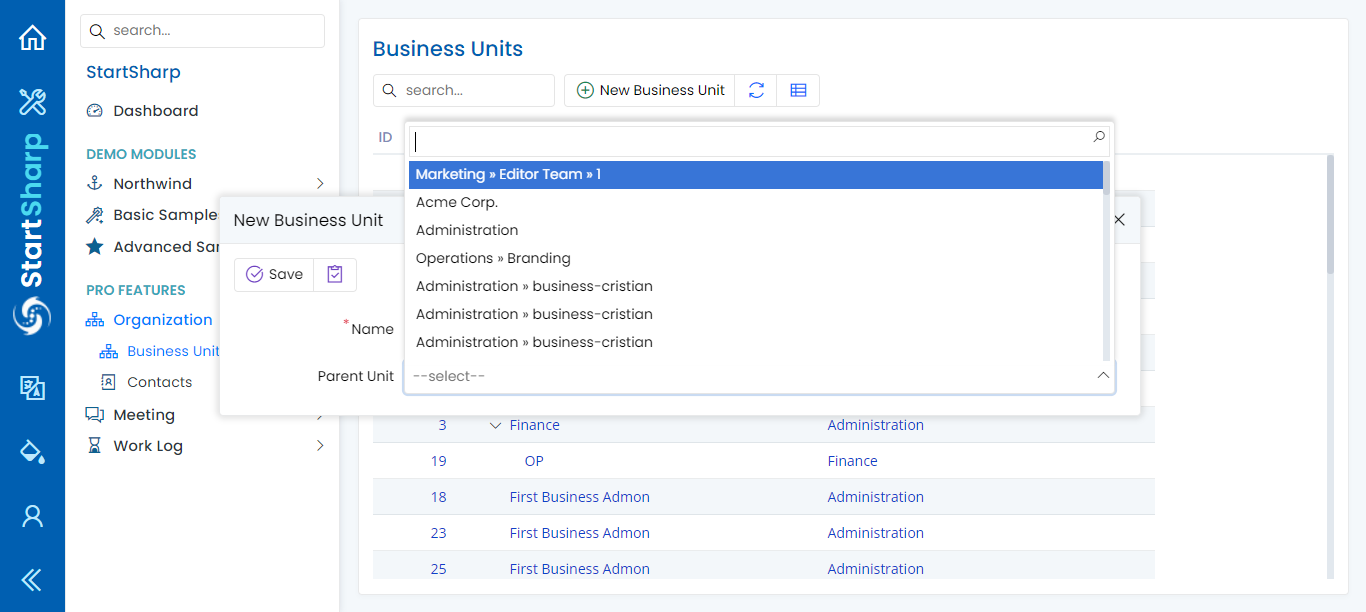 StartSharp
search...
StartSharp
Dashboard
DEMO MODULES
Northwind
Basic Sample
Advanced Sar
PRO FEATURES
Organization
Business Unit
Contacts
Meeting
Work Log
Business Units
search...
New Business Unit
ID
New Business Unit
Save
*Name
Marketing » Editor Team » 1
Acme Corp.
Administration
Operations » Branding
Administration » business-cristian
Administration » business-cristian
Administration » business-cristian
Parent Unit --select--
3 Finance Administration
19 OP Finance
18 First Business Admon Administration
23 First Business Admon Administration
25 First Business Admon Administration